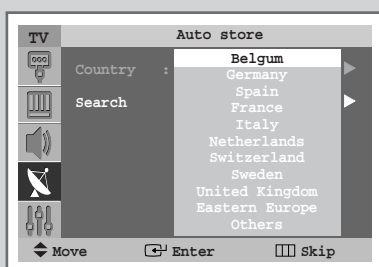 TV Auto store
Country :
Belgum
Germany
Search
Spain
France
Italy
Netherlands
Switzerland
Sweden
United Kingdom
Eastern Europe
Others
Move Enter Skip